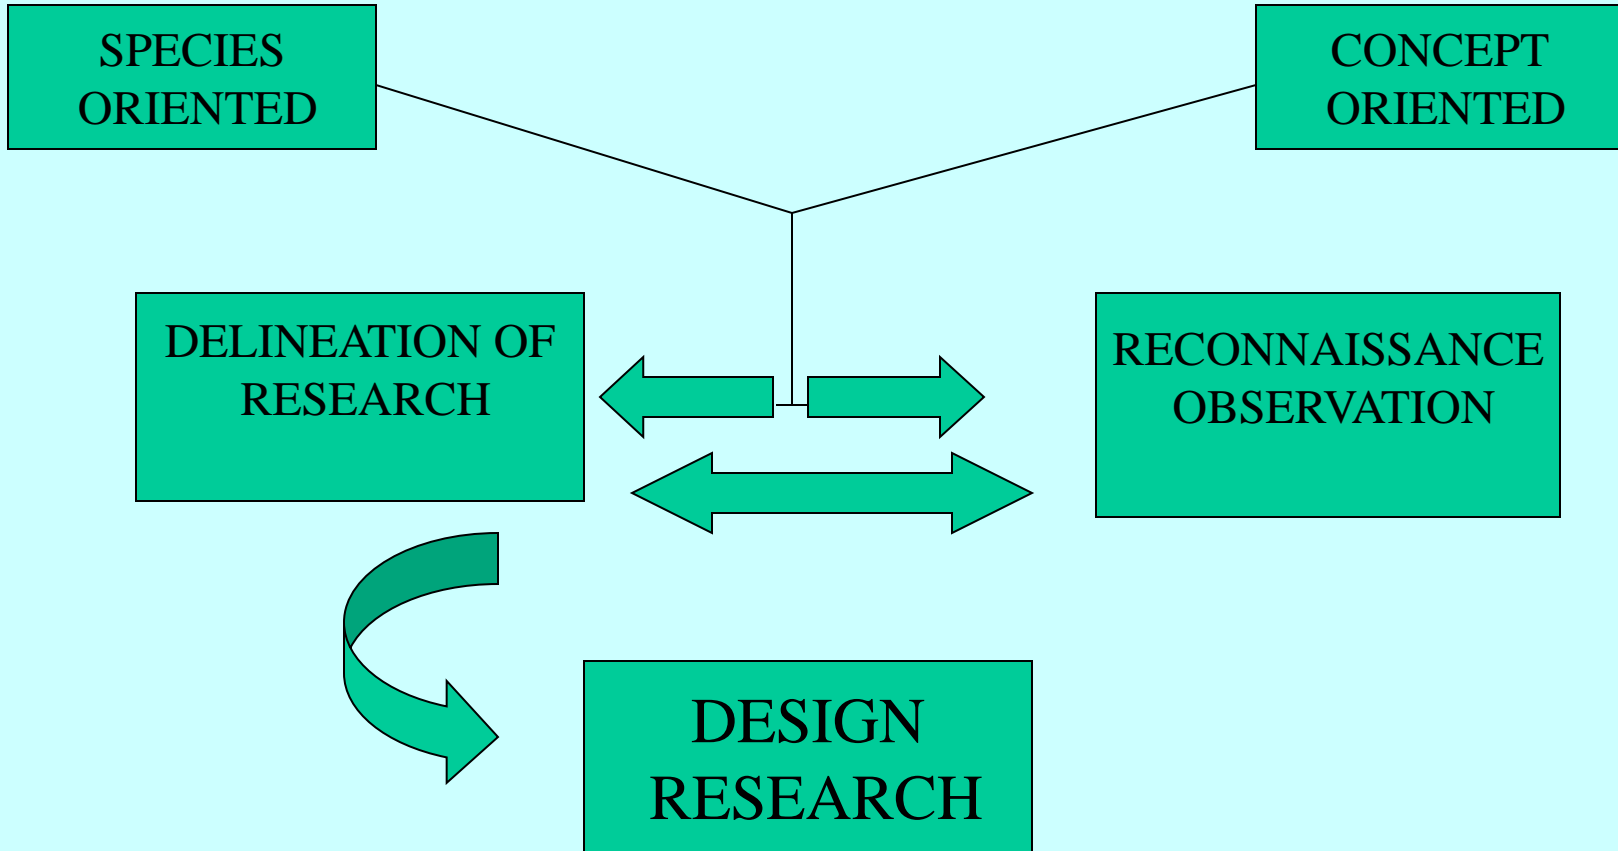 SPECIES
ORIENTED
CONCEPT
ORIENTED
DELINEATION OF
RESEARCH
RECONNAISSANCE
OBSERVATION
DESIGN
RESEARCH